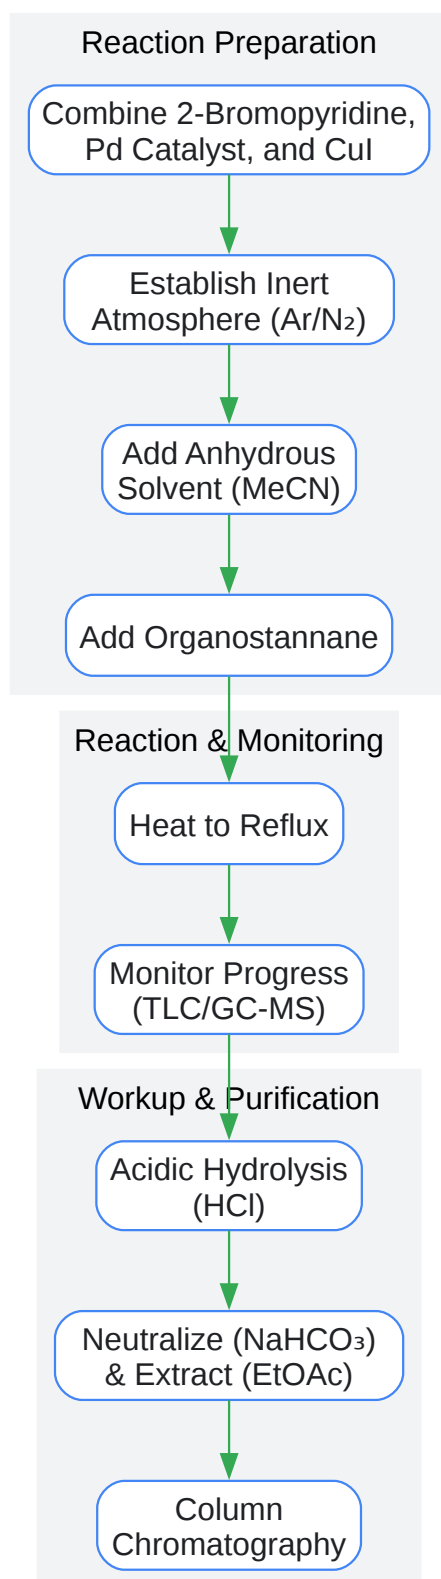 Reaction Preparation
Combine 2-Bromopyridine,
Pd Catalyst, and CuI
Establish Inert
Atmosphere (Ar/N₂)
Add Anhydrous
Solvent (MeCN)
Add Organostannane
Reaction & Monitoring
Heat to Reflux
Monitor Progress
(TLC/GC-MS)
Workup & Purification
Acidic Hydrolysis
(HCl)
Neutralize (NaHCO₃)
& Extract (EtOAc)
Column
Chromatography